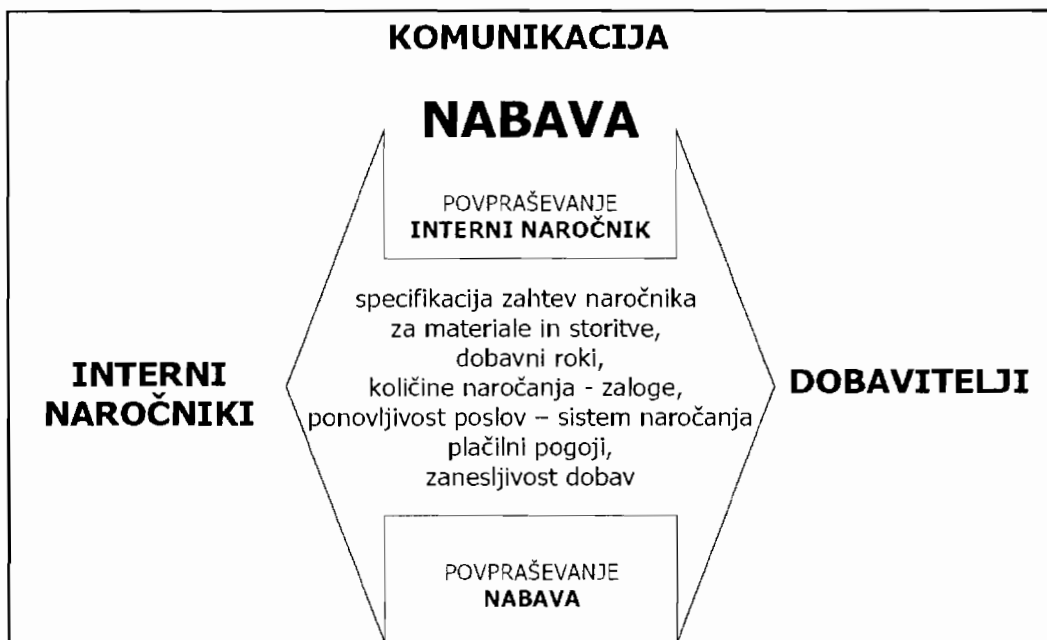 KOMUNIKACIJA
NABAVA
POVPRAŠEVANJE
INTERNI NAROČNIK
specifikacija zahtev naročnika
za materiale in storitve,
dobavni roki,
količine naročanja - zaloge,
ponovljivost poslov – sistem naročanja
plačilni pogoji,
zanesljivost dobav
INTERNI
NAROČNIKI
DOBAVITELJI
POVPRAŠEVANJE
NABAVA